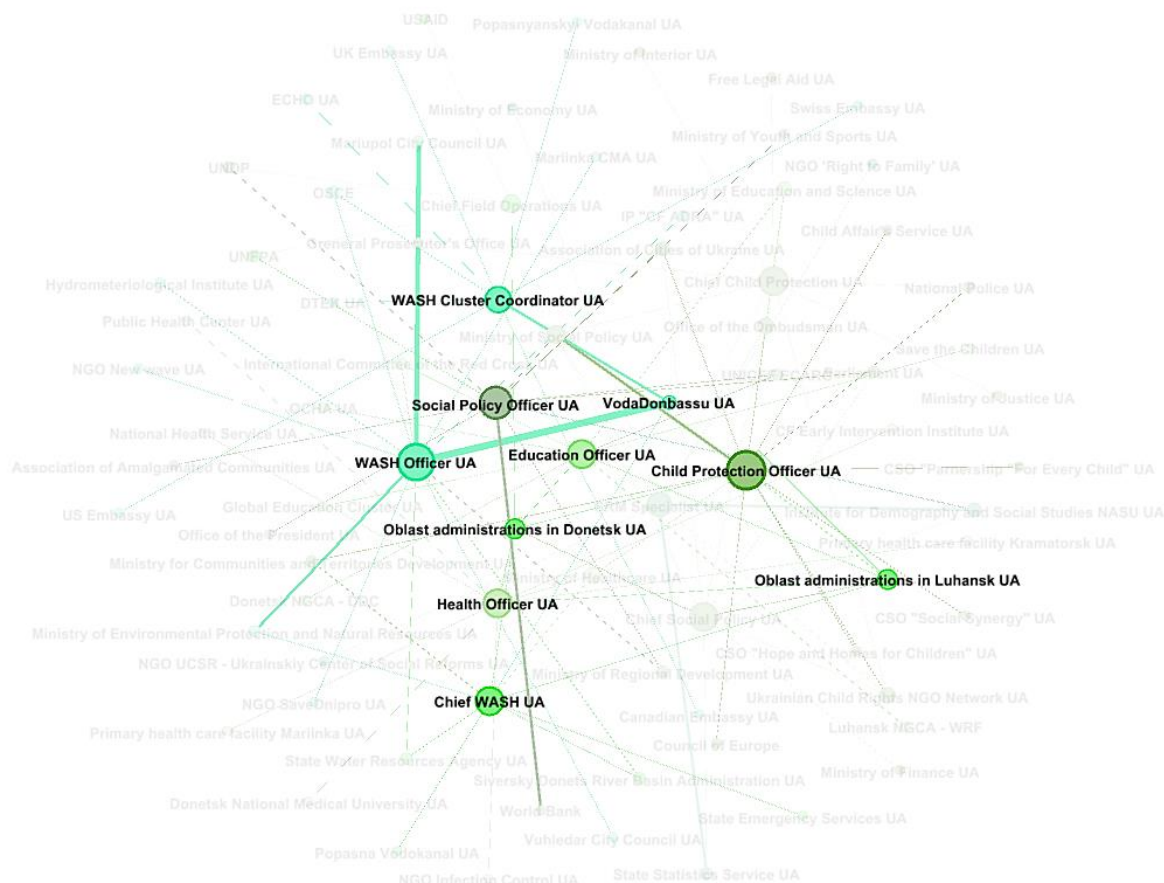 USAID
Popasnyanskyi Vodakanal UA
UK Embassy UA
Ministry of Interior UA
Free Legal Aid UA
ECHO UA
Ministry of Economy UA
Swiss Embassy UA
Mariupol City Council UA
Ministry of Youth and Sports UA
UNDP
Mariinka CMA UA
NGO 'Right to Family' UA
OSCE
Ministry of Education and Science UA
Chief Field Operations UA
IP "CF ADRA" UA
Child Affairs Service UA
General Prosecutor's Office UA
Association of Cities of Ukraine UA
UNFPA
Hydrometeriological Institute UA
Chief Child Protection UA
National Police UA
DTEK UA
WASH Cluster Coordinator UA
Public Health Center UA
Ministry of Social Policy UA
Office of the Ombudsman UA
Save the Children UA
NGO New wave UA
International Committee of the Red Cross UA
UNICEF ECARO
Parliament UA
Ministry of Justice UA
OCHA UA
Social Policy Officer UA
VodaDonbassu UA
National Health Service UA
CF Early Intervention Institute UA
Association of Amalgamated Communities UA
WASH Officer UA
Education Officer UA
Child Protection Officer UA
CSO "Partnership For Every Child" UA
US Embassy UA
Global Education Cluster UA
Specialist UA
Institute for Demography and Social Studies NASU UA
Office of the President UA
Oblast administrations in Donetsk UA
Primary health care facility Kramatorsk UA
Ministry for Communities and Territories Development UA
Ministry of Healthcare UA
Oblast administrations in Luhansk UA
Donetsk NGCA - DDC
Health Officer UA
Chief Social Policy UA
CSO "Social Synergy" UA
Ministry of Environmental Protection and Natural Resources UA
CSO "Hope and Homes for Children" UA
NGO UCSR - Ukrainskiy Center of Social Reforms UA
Ministry of Regional Development UA
Ukrainian Child Rights NGO Network UA
NGO SaveDnipro UA
Chief WASH UA
Canadian Embassy UA
Luhansk NGCA - WRF
Primary health care facility Mariinka UA
Council of Europe
State Water Resources Agency UA
Siversky Donets River Basin Administration UA
Ministry of Finance UA
Donetsk National Medical University UA
World Bank
State Emergency Services UA
Vuhledar City Council UA
Popasna Vodokanal UA
State Statistics Service UA
NGO Infection Control UA